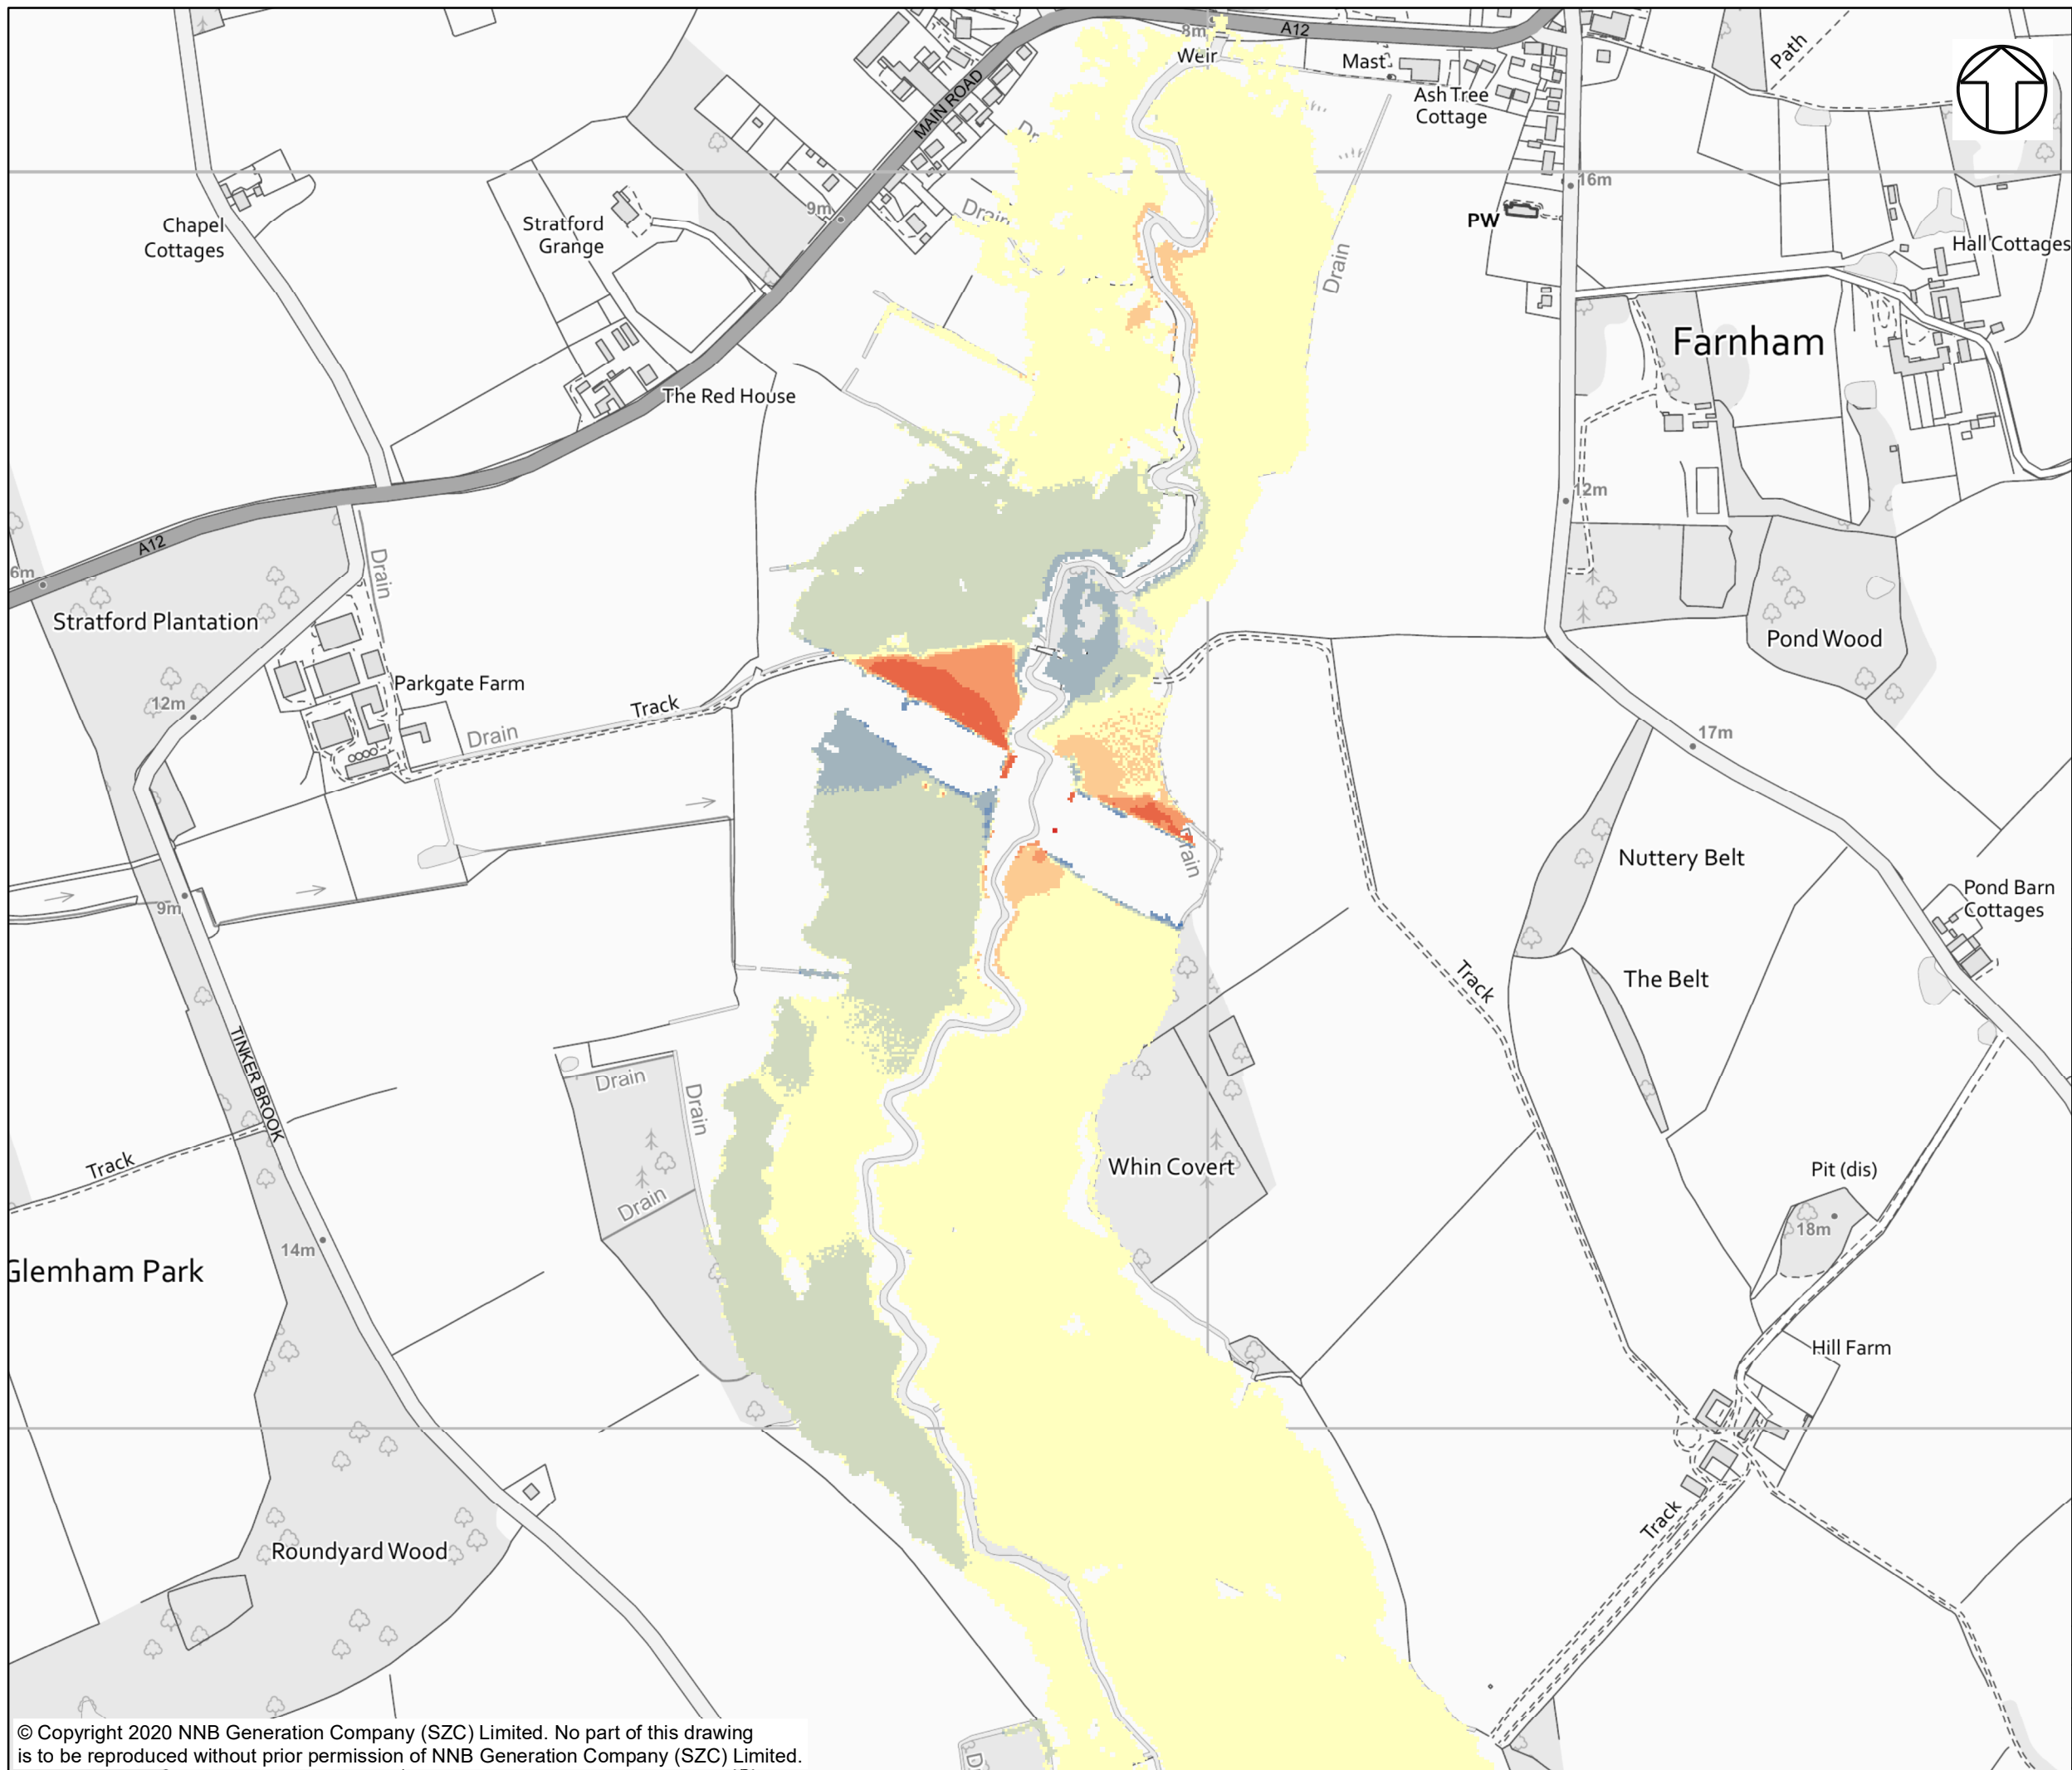 A12
8m
Weir
Mast
Path
Ash Tree
Cottage
MAIN ROAD
16m
Chapel
Cottages
Stratford
Grange
9m
Drain
PW
Hall Cottages
Drain
Farnham
The Red House
12m
A12
Drain
6m
Stratford Plantation
Pond Wood
Parkgate Farm
12m
Track
Drain
17m
Nuttery Belt
9m
Pond Barn
Cottages
Track
The Belt
TINKER BROOK
Drain
Drain
Track
Whin Covert
Pit (dis)
Drain
18m
14m
Glemham Park
Hill Farm
Track
Roundyard Wood
© Copyright 2020 NNB Generation Company (SZC) Limited. No part of this drawing
is to be reproduced without prior permission of NNB Generation Company (SZC) Limited.